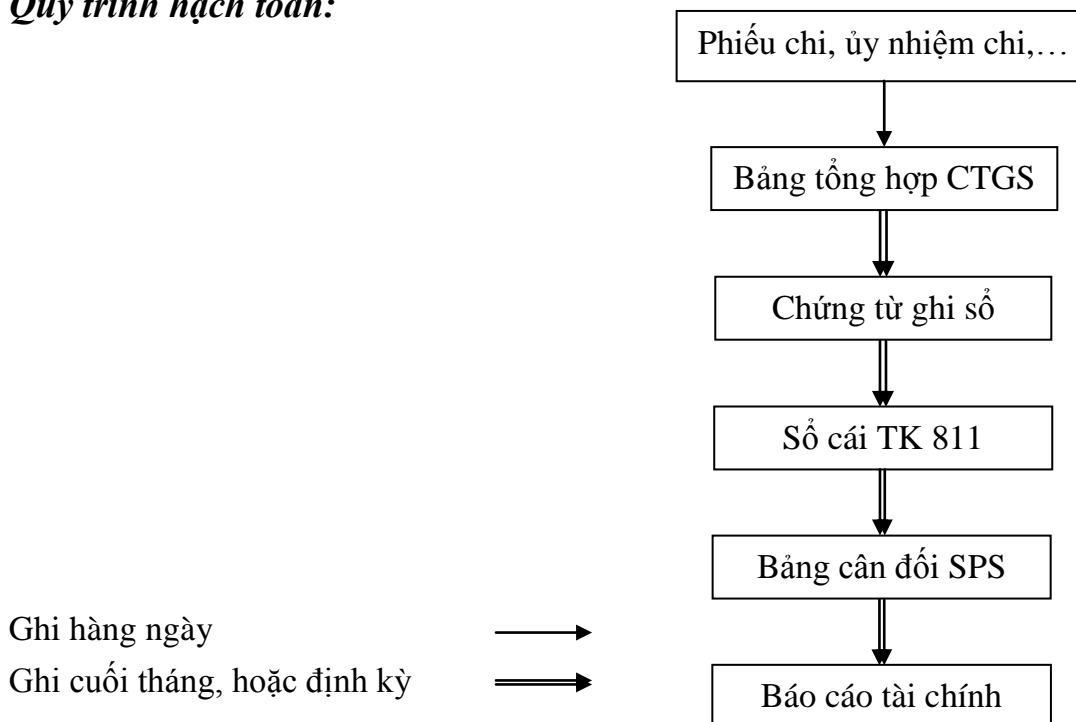 Quy trình hạch toán:
Phiếu chi, ủy nhiệm chi,…
Bảng tổng hợp CTGS
Chứng từ ghi sổ
Sổ cái TK 811
Bảng cân đối SPS
Báo cáo tài chính
Ghi hàng ngày
Ghi cuối tháng, hoặc định kỳ